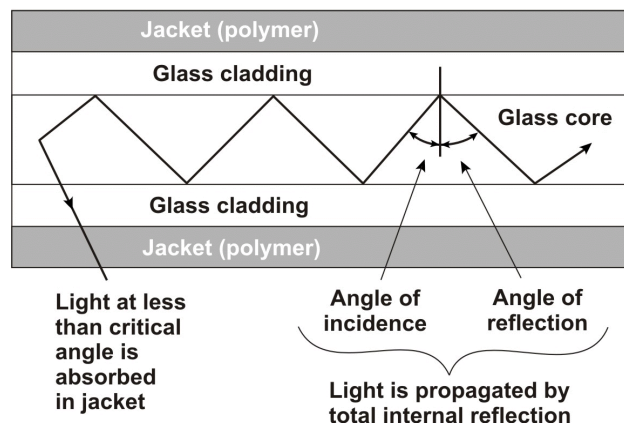 Jacket (polymer)
Glass cladding
Glass core
Glass cladding
Jacket (polymer)
Light at less
than critical
angle is
absorbed
in jacket
Angle of
incidence
Angle of
reflection
Light is propagated by
total internal reflection